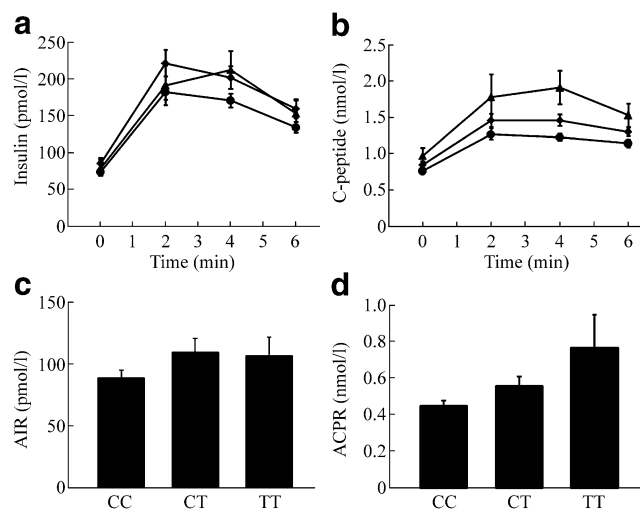 a
Insulin (pmol/l)
250
200
150
100
50
0
0 1 2 3 4 5 6
Time (min)
b
C-peptide (nmol/l)
2.5
2.0
1.5
1.0
0.5
0
0 1 2 3 4 5 6
Time (min)
c
AIR (pmol/l)
150
100
50
0
CC CT TT
d
ACPR (nmol/l)
1.0
0.8
0.6
0.4
0.2
0
CC CT TT